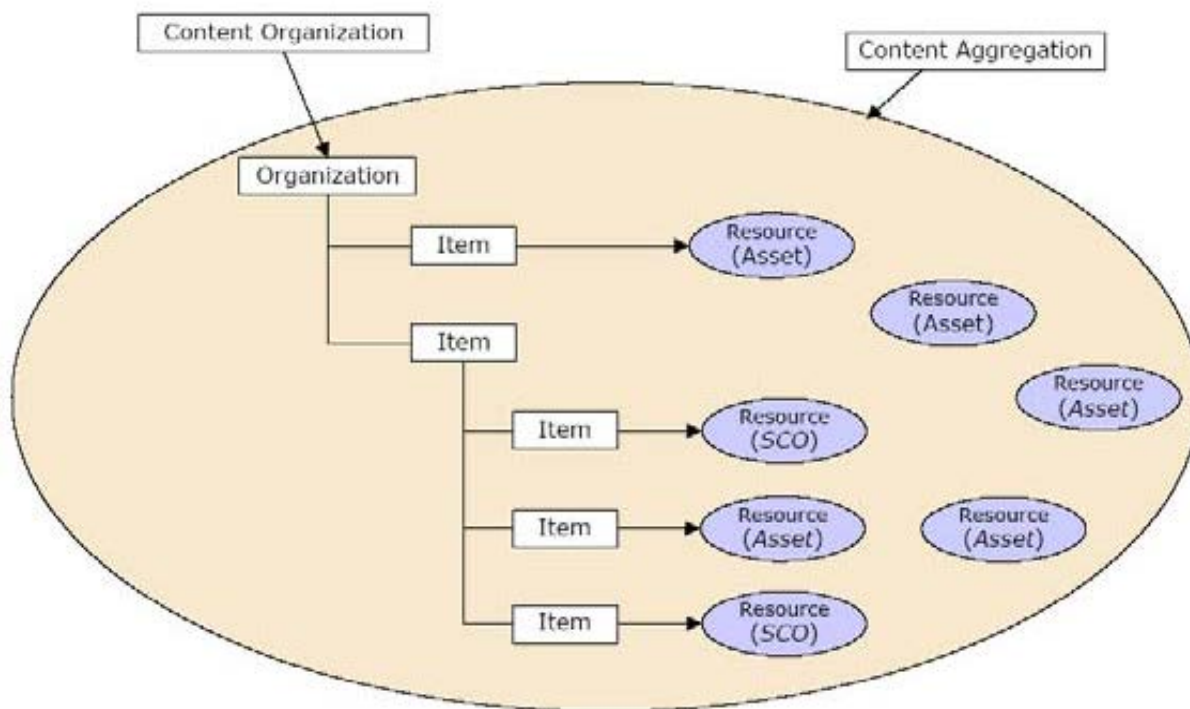 Content Organization
Content Aggregation
Organization
Item
Resource
(Asset)
Resource
(Asset)
Item
Resource
(Asset)
Item
Resource
(SCO)
Item
Resource
(Asset)
Resource
(Asset)
Item
Resource
(SCO)